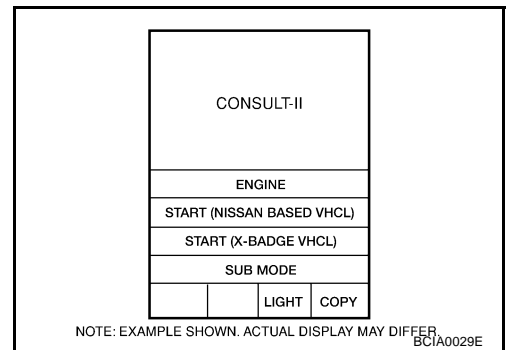 CONSULT-II
ENGINE
START (NISSAN BASED VHCL)
START (X-BADGE VHCL)
SUB MODE
LIGHT COPY
NOTE: EXAMPLE SHOWN. ACTUAL DISPLAY MAY DIFFER.
BCIA0029E